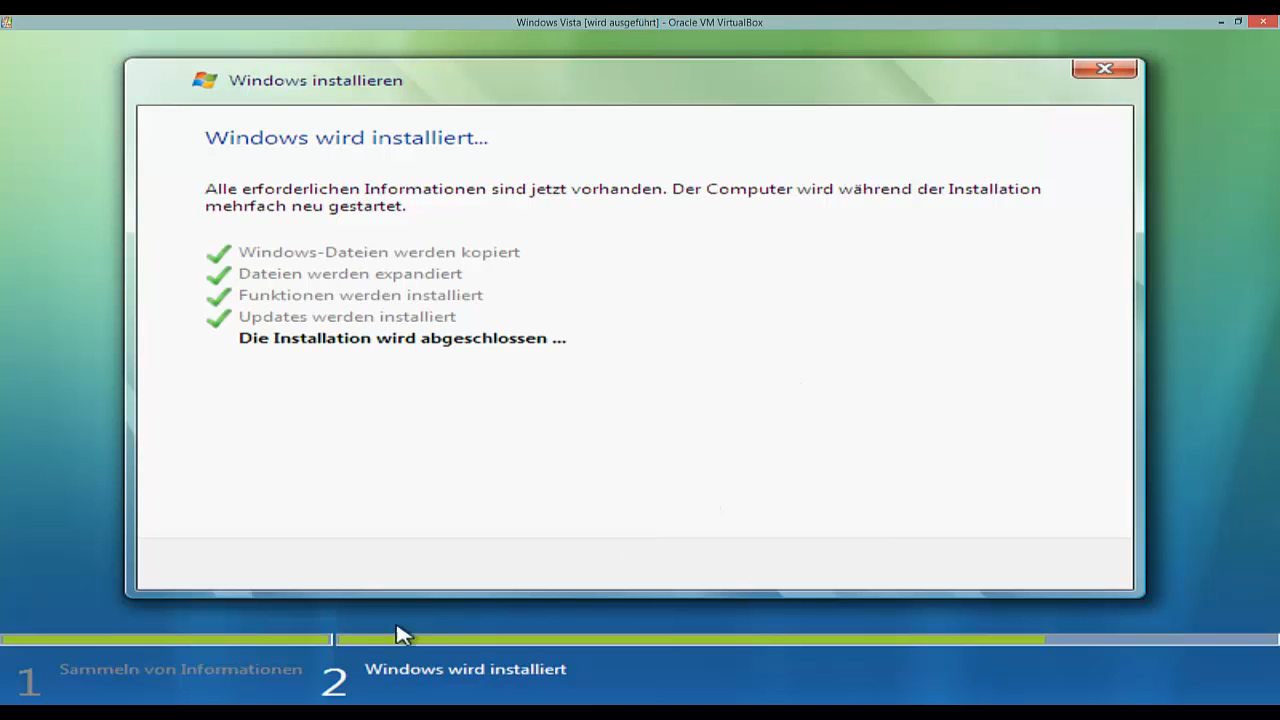 Windows Vista [wird ausgeführt] - Oracle VM VirtualBox
Windows installieren
Windows wird installiert...
Alle erforderlichen Informationen sind jetzt vorhanden. Der Computer wird während der Installation
mehrfach neu gestartet.
Windows-Dateien werden kopiert
Dateien werden expandiert
Funktionen werden installiert
Updates werden installiert
Die Installation wird abgeschlossen ...
1 Sammeln von Informationen
2 Windows wird installiert